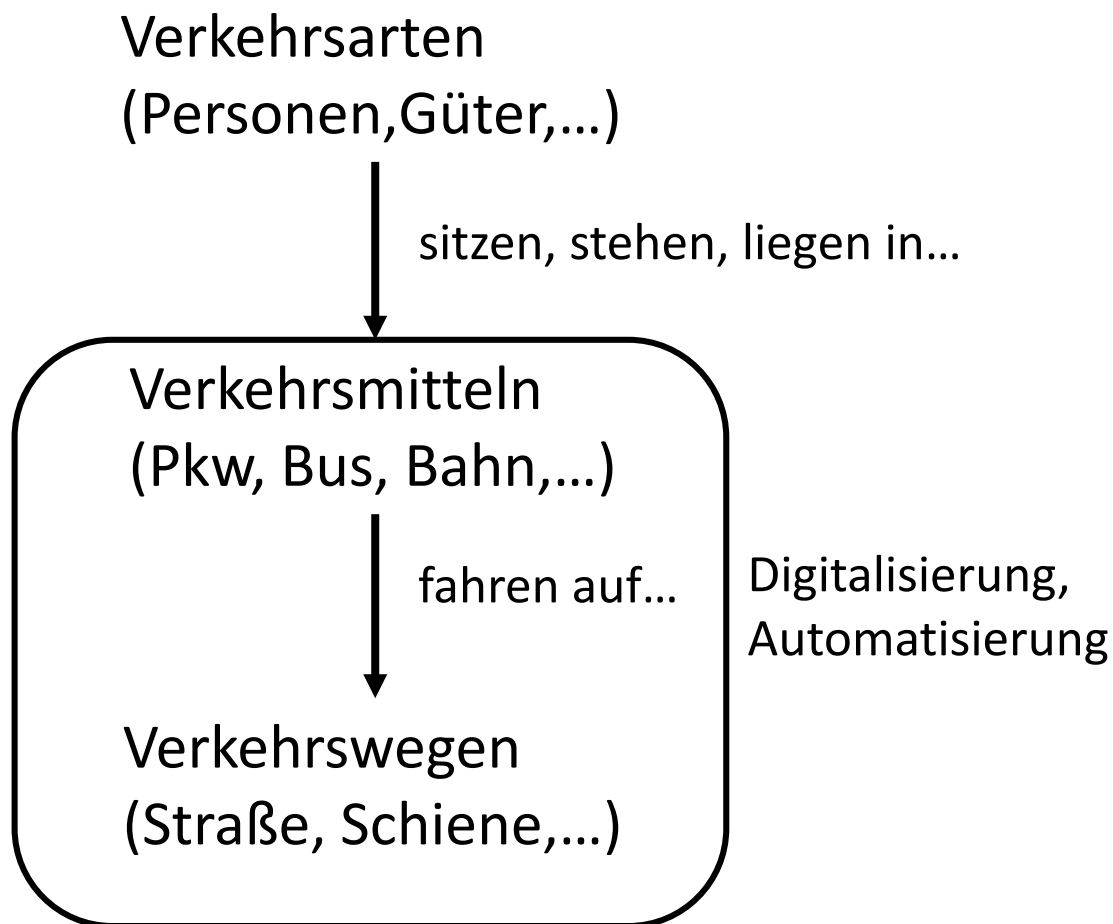 Verkehrsarten
(Personen,Güter,…)
sitzen, stehen, liegen in…
Verkehrsmitteln
(Pkw, Bus, Bahn,…)
fahren auf…
Digitalisierung,
Automatisierung
Verkehrswegen
(Straße, Schiene,…)